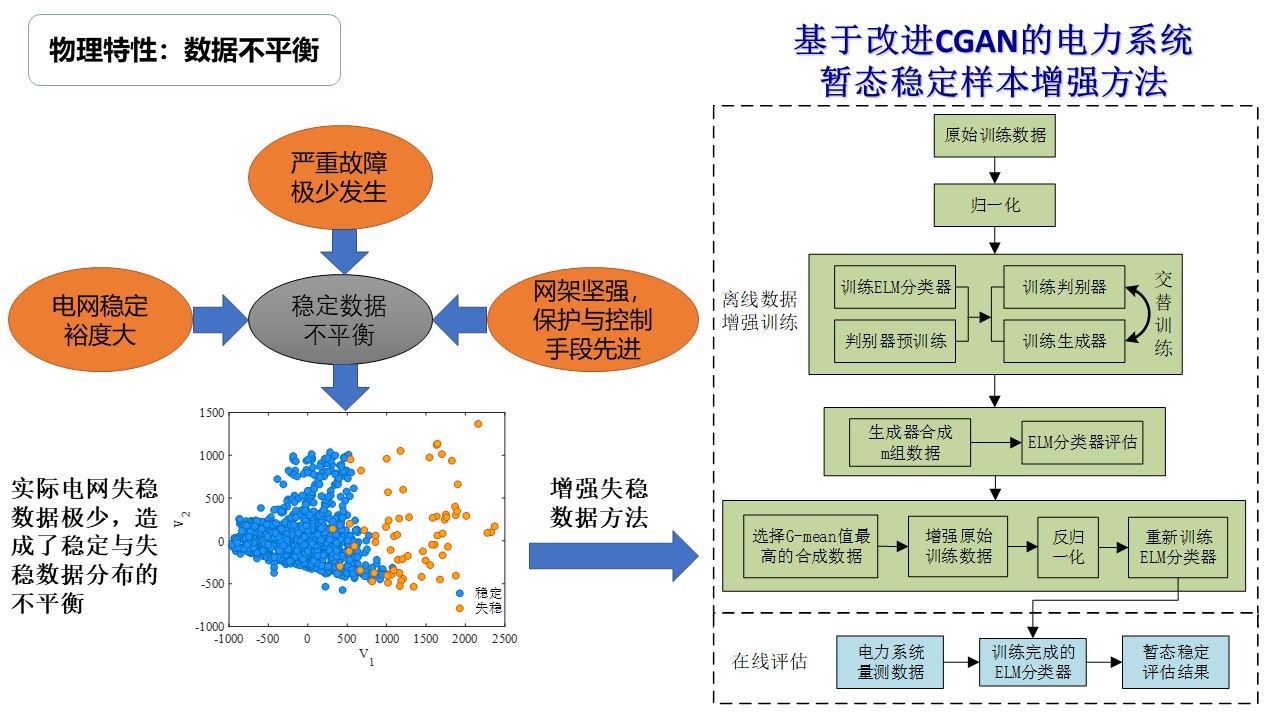 物理特性：数据不平衡
严重故障
极少发生
电网稳定
裕度大
稳定数据
不平衡
网架坚强，
保护与控制
手段先进
实际电网失稳
数据极少，造
成了稳定与失
稳数据分布的
不平衡
1500
1000
500
0
-500
-1000
V2
-1000 -500 0 500 1000 1500 2000 2500
V1
稳定
失稳
增强失稳
数据方法
基于改进CGAN的电力系统
暂态稳定样本增强方法
原始训练数据
归一化
离线数据
增强训练
训练ELM分类器
判别器预训练
训练判别器
训练生成器
交
替
训
练
生成器合成
m组数据
ELM分类器评估
选择G-mean值最
高的合成数据
增强原始
训练数据
反归
一化
重新训练
ELM分类器
在线评估
电力系统
量测数据
训练完成的
ELM分类器
暂态稳定
评估结果